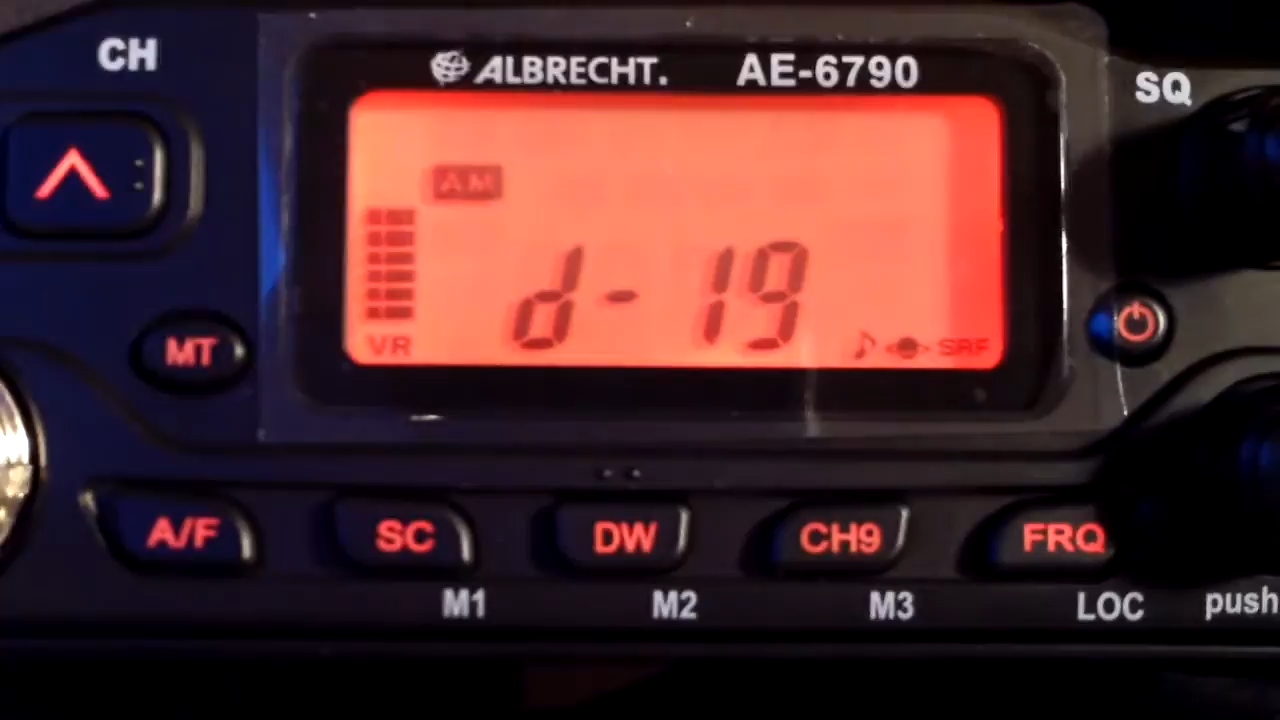 CH
ALBRECHT. AE-6790
SQ
AM
d-19
VR
SRF
MT
A/F SC DW CH9 FRQ
M1 M2 M3 LOC push